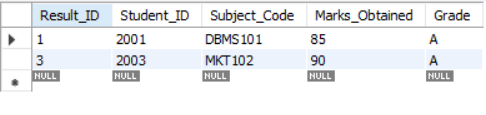 Result_ID Student_ID Subject_Code Marks_Obtained Grade
1 2001 DBMS101 85 A
3 2003 MKT102 90 A
NULL NULL NULL NULL NULL